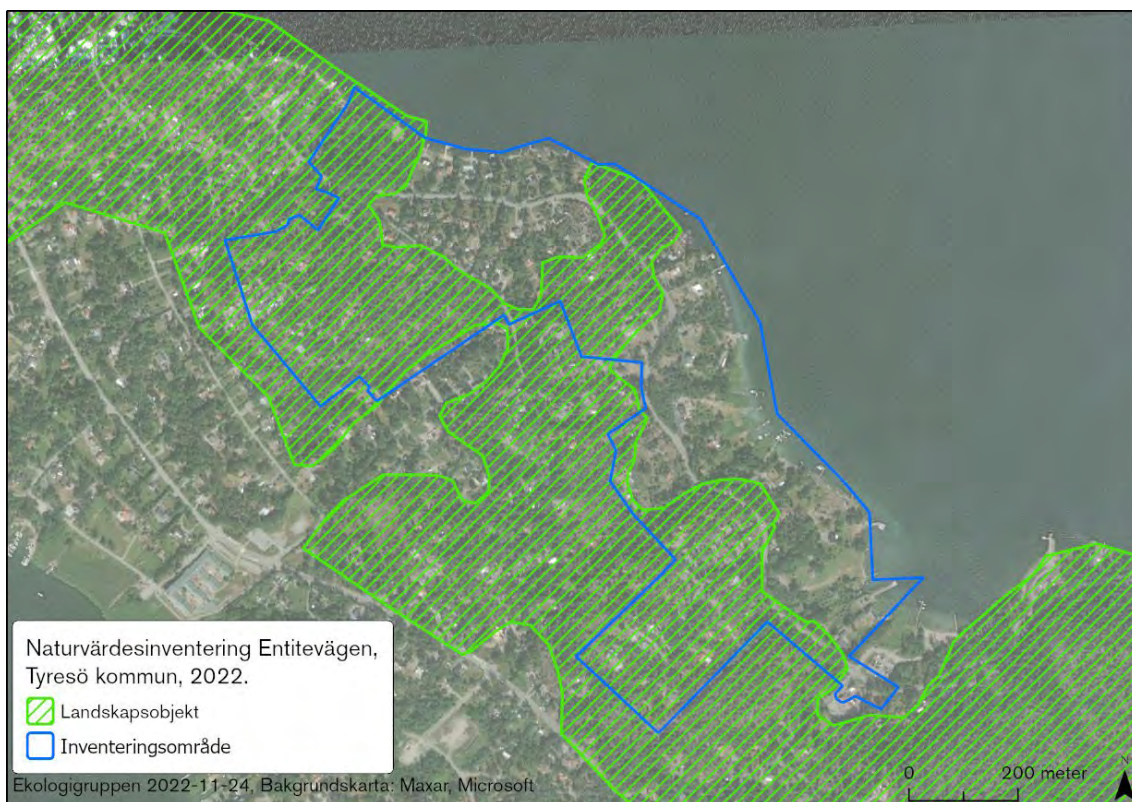 Naturvärdesinventering Entitevägen,
Tyresö kommun, 2022.
Landskapsobjekt
Inventeringsområde
Ekologigruppen 2022-11-24, Bakgrundskarta: Maxar, Microsoft
0 200 meter
N